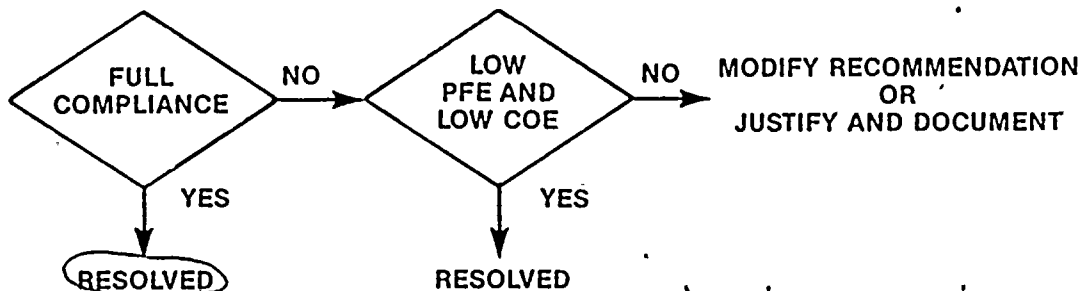 FULL
COMPLIANCE
NO
LOW
PFE AND
LOW COE
NO
MODIFY RECOMMENDATION
OR
JUSTIFY AND DOCUMENT
YES
YES
RESOLVED
RESOLVED